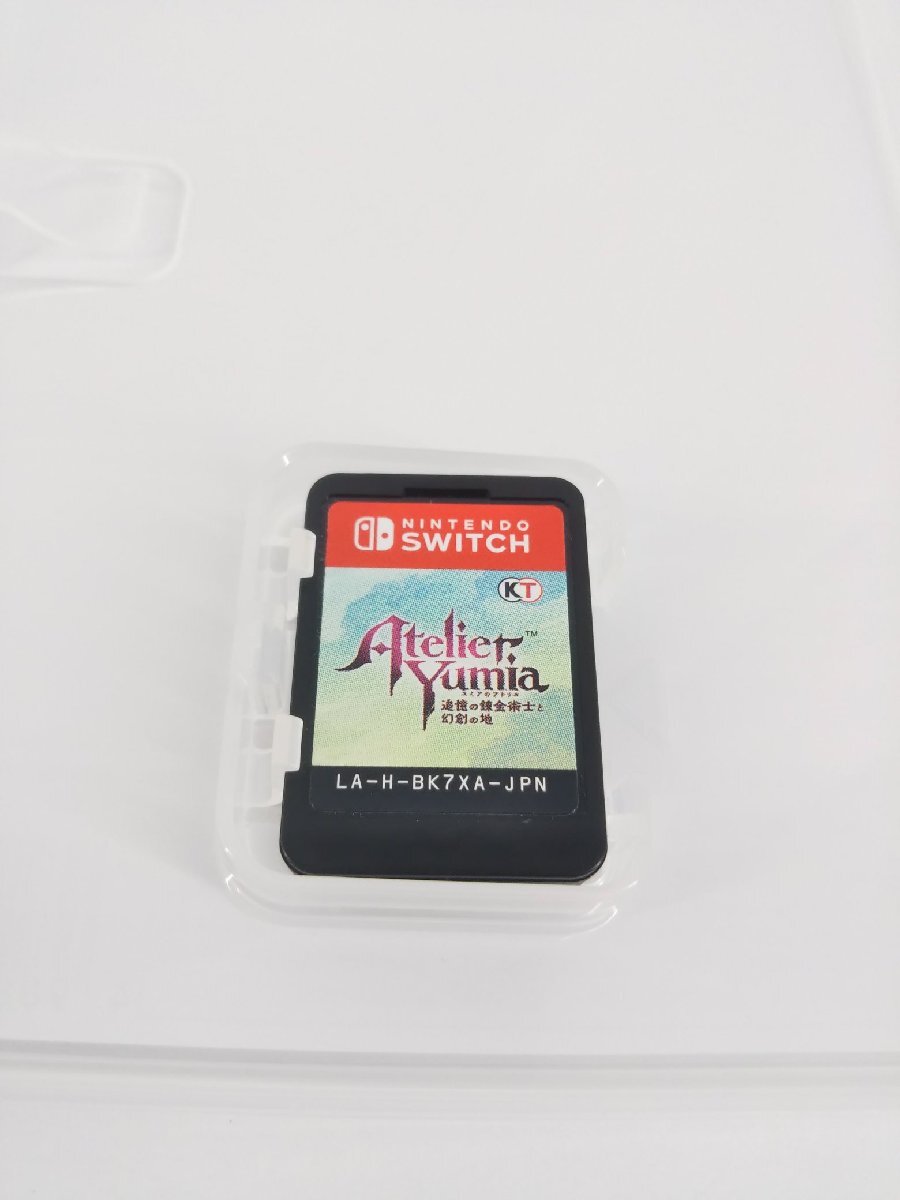 NINTENDO
SWITCH
KT
Atelier
Yumia
™
ユミアのアトリエ
追憶の錬金術士と
幻創の地
LA-H-BK7XA-JPN